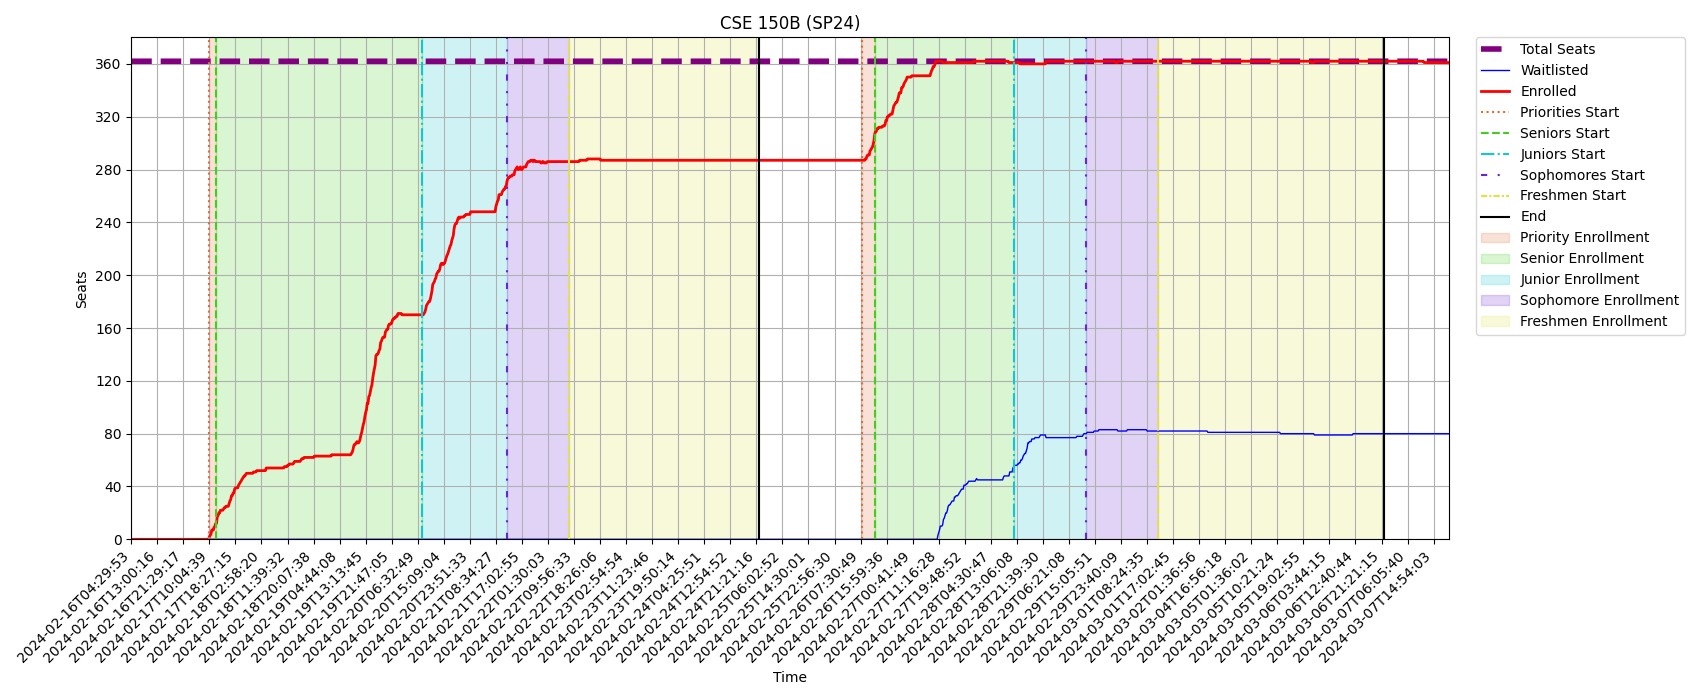 CSE 150B (SP24)
Total Seats
Waitlisted
Enrolled
Priorities Start
Seniors Start
Juniors Start
Sophomores Start
Freshmen Start
End
Priority Enrollment
Senior Enrollment
Junior Enrollment
Sophomore Enrollment
Freshmen Enrollment
Seats
360
320
280
240
200
160
120
80
40
0
2024-02-16T04:29:53
2024-02-16T13:00:16
2024-02-16T21:29:17
2024-02-17T10:04:39
2024-02-17T18:27:15
2024-02-18T02:58:20
2024-02-18T11:39:32
2024-02-18T20:07:38
2024-02-19T04:44:08
2024-02-19T13:13:45
2024-02-19T21:47:05
2024-02-20T06:32:49
2024-02-20T15:09:04
2024-02-20T23:51:33
2024-02-21T08:34:27
2024-02-21T17:02:55
2024-02-22T01:30:03
2024-02-22T09:56:33
2024-02-22T18:26:06
2024-02-23T02:54:54
2024-02-23T11:23:46
2024-02-23T19:50:14
2024-02-24T04:25:51
2024-02-24T12:54:52
2024-02-24T21:21:16
2024-02-25T06:02:52
2024-02-25T14:30:01
2024-02-25T22:56:30
2024-02-26T07:30:49
2024-02-26T15:59:36
2024-02-27T00:41:49
2024-02-27T11:16:28
2024-02-27T19:48:52
2024-02-28T04:30:47
2024-02-28T13:06:08
2024-02-28T21:39:30
2024-02-29T06:21:08
2024-02-29T15:05:51
2024-02-29T23:40:09
2024-03-01T08:24:35
2024-03-01T17:02:45
2024-03-02T01:36:56
2024-03-04T16:56:18
2024-03-05T01:36:02
2024-03-05T10:21:24
2024-03-05T19:02:55
2024-03-06T03:44:15
2024-03-06T12:40:44
2024-03-06T21:21:15
2024-03-07T06:05:40
2024-03-07T14:54:03
Time